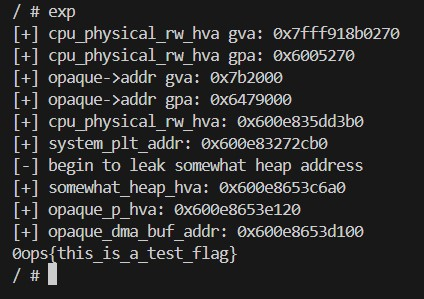 / # exp
[+] cpu_physical_rw_hva gva: 0x7fff918b0270
[+] cpu_physical_rw_hva gpa: 0x6005270
[+] opaque->addr gva: 0x7b2000
[+] opaque->addr gpa: 0x6479000
[+] cpu_physical_rw_hva: 0x600e835dd3b0
[+] system_plt_addr: 0x600e83272cb0
[-] begin to leak somewhat heap address
[+] somewhat_heap_hva: 0x600e8653c6a0
[+] opaque_p_hva: 0x600e8653e120
[+] opaque_dma_buf_addr: 0x600e8653d100
0ops{this_is_a_test_flag}
/ #